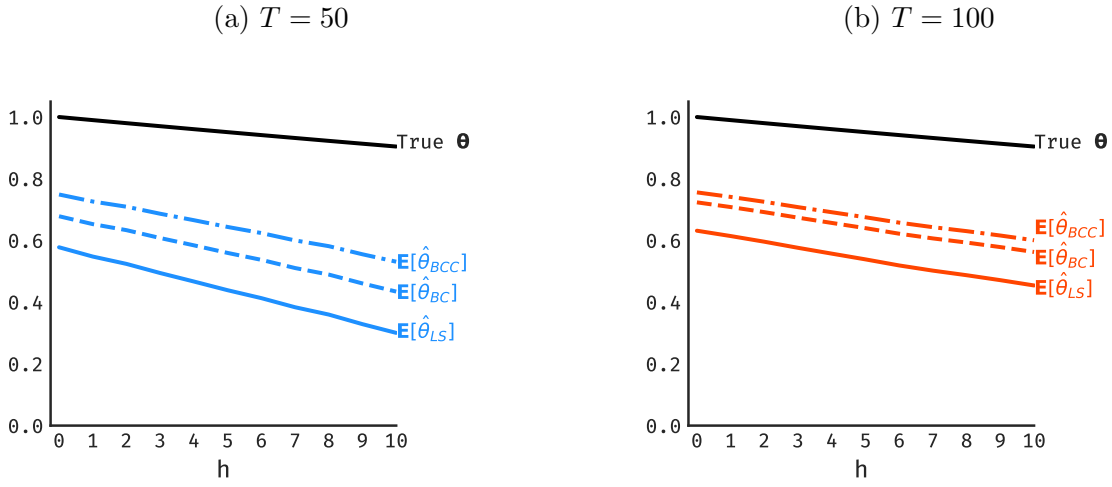 (a) T = 50
1.0
0.8
0.6
0.4
0.2
0.0
0 1 2 3 4 5 6 7 8 9 10
h
True θ
E[θ̂_BCC]
E[θ̂_BC]
E[θ̂_LS]
(b) T = 100
1.0
0.8
0.6
0.4
0.2
0.0
0 1 2 3 4 5 6 7 8 9 10
h
True θ
E[θ̂_BCC]
E[θ̂_BC]
E[θ̂_LS]